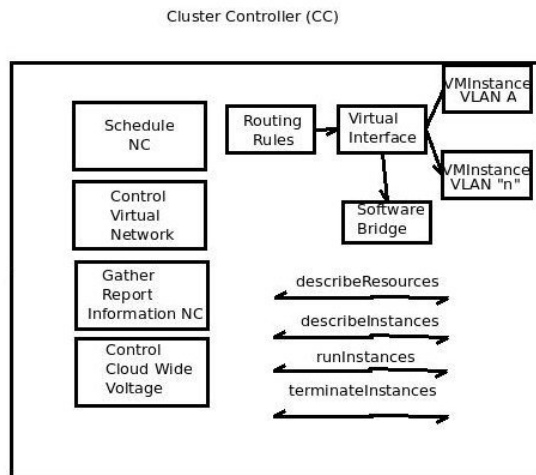 Cluster Controller (CC)
Schedule
NC
Control
Virtual
Network
Gather
Report
Information NC
Control
Cloud Wide
Voltage
Routing
Rules
Virtual
Interface
VMInstance
VLAN A
VMInstance
VLAN "n"
Software
Bridge
describeResources
describeInstances
runInstances
terminateInstances